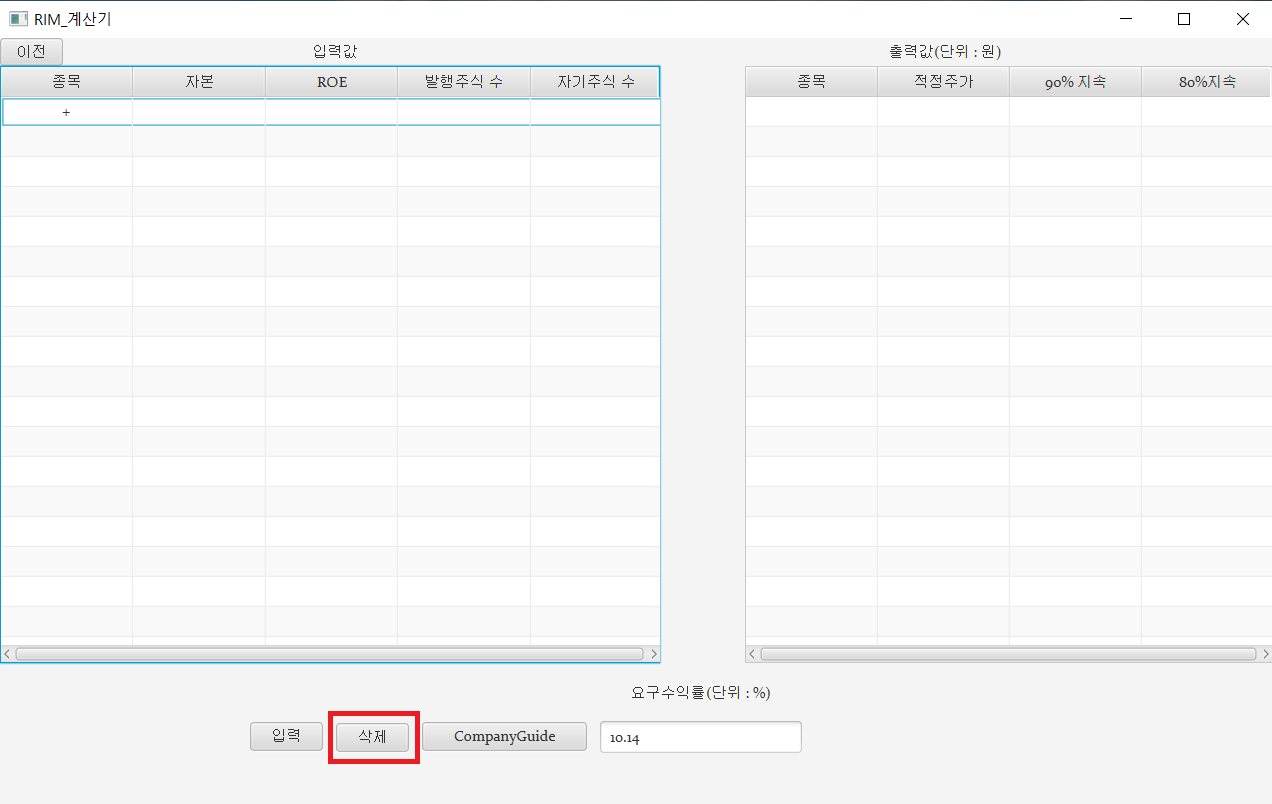 RIM_계산기
이전 입력값 출력값(단위 : 원)
종목 자본 ROE 발행주식 수 자기주식 수 종목 적정주가 90% 지속 80%지속
+
요구수익률(단위 : %)
입력 삭제 CompanyGuide 10.14